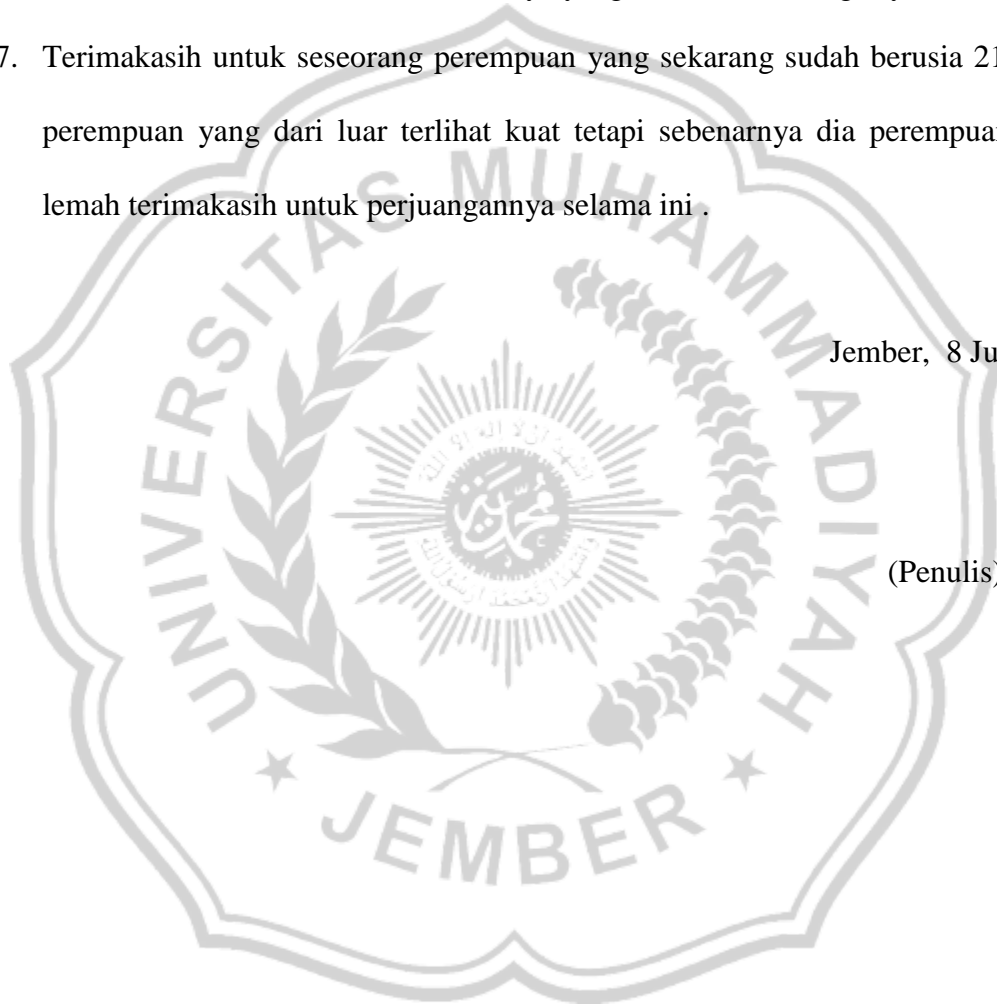 7. Terimakasih untuk seseorang perempuan yang sekarang sudah berusia 21
perempuan yang dari luar terlihat kuat tetapi sebenarnya dia perempuan
lemah terimakasih untuk perjuangannya selama ini .
Jember, 8 Ju
(Penulis)
UNIVERSITAS MUHAMMADIYAH
JEMBER